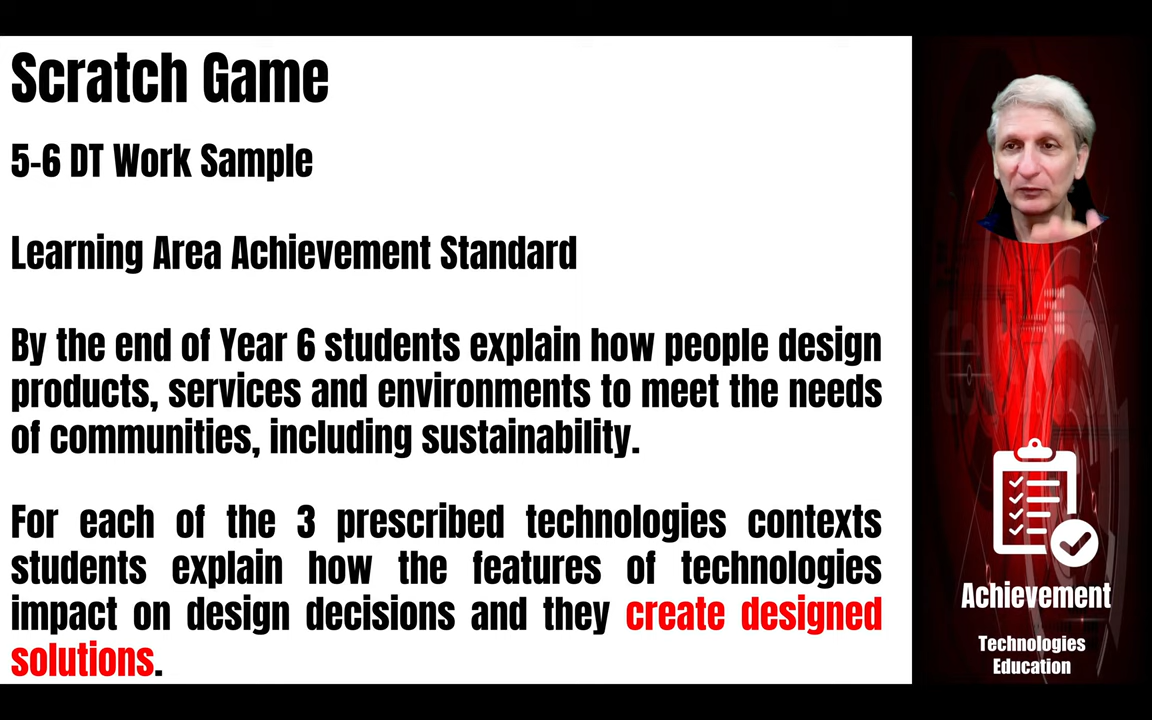 Scratch Game
5-6 DT Work Sample
Learning Area Achievement Standard
By the end of Year 6 students explain how people design
products, services and environments to meet the needs
of communities, including sustainability.
For each of the 3 prescribed technologies contexts
students explain how the features of technologies
impact on design decisions and they create designed
solutions.
Achievement
Technologies
Education